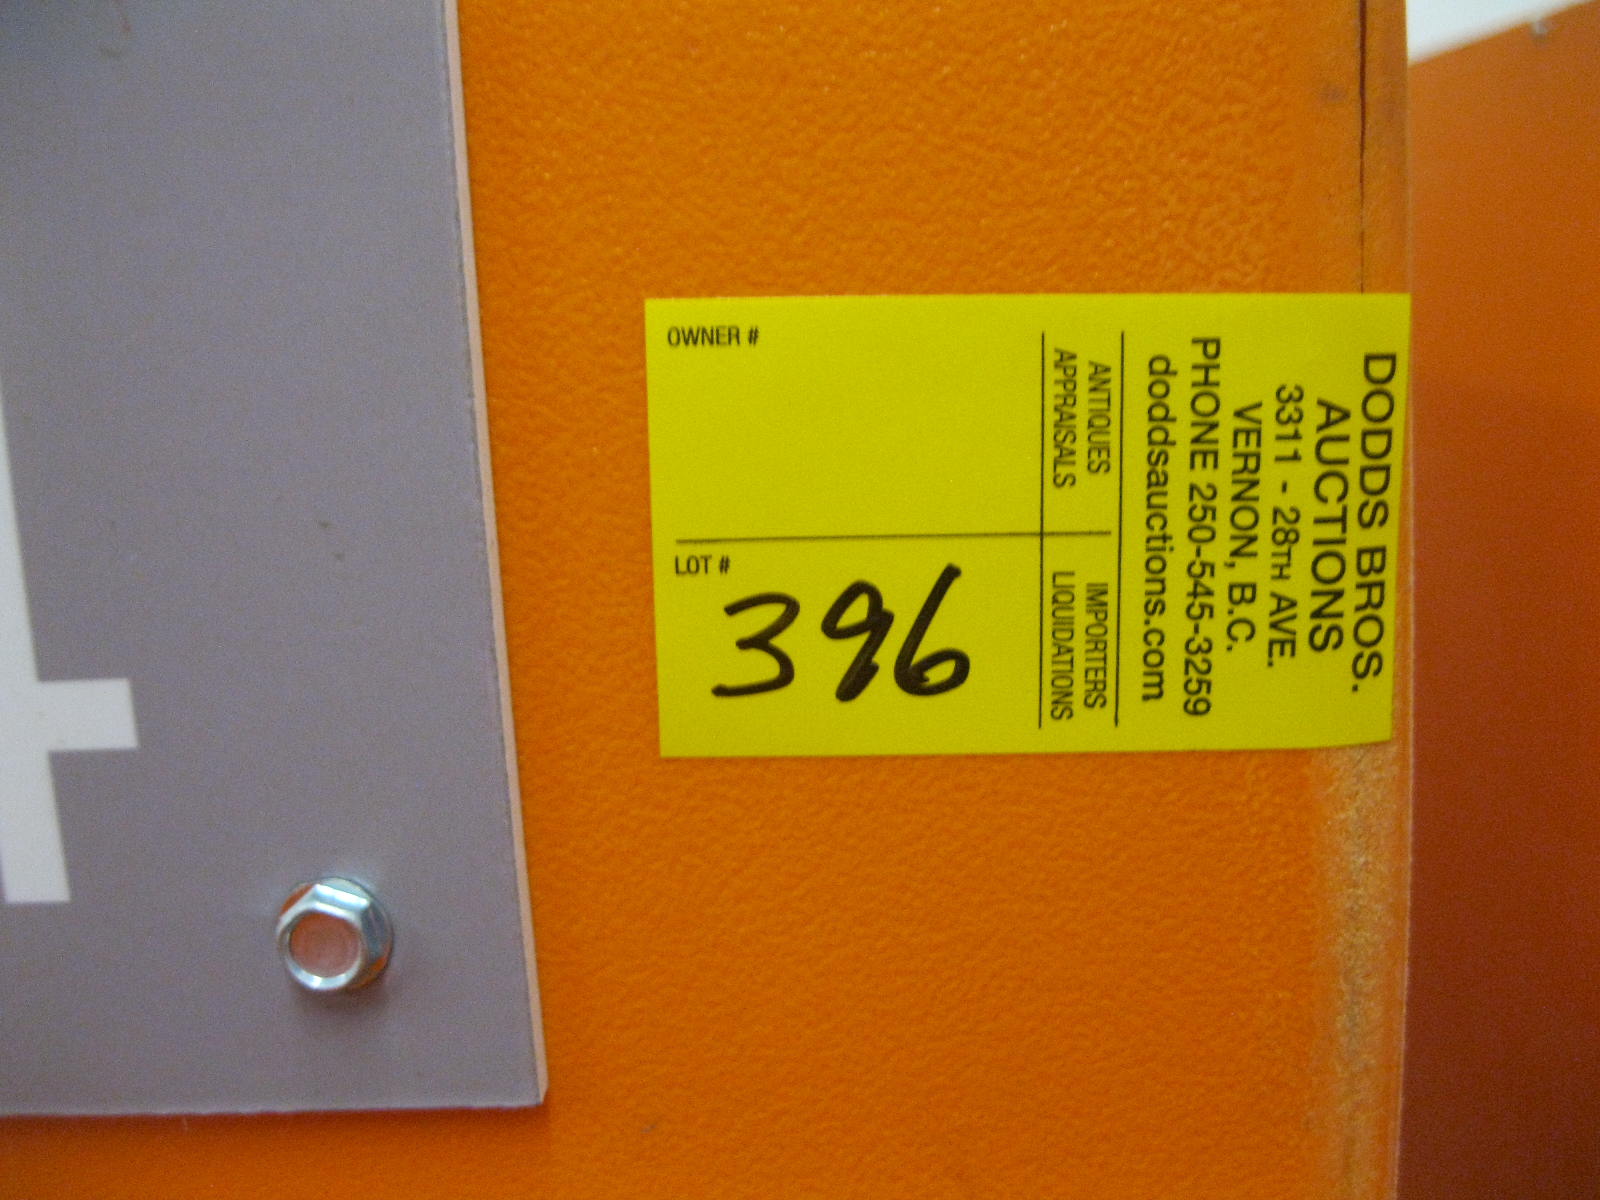 DODDS BROS.
AUCTIONS
3311 - 28TH AVE.
VERNON, B.C.
PHONE 250-545-3259
doddsauctions.com
ANTIQUES IMPORTERS
APPRAISALS LIQUIDATIONS
OWNER #
LOT #
396